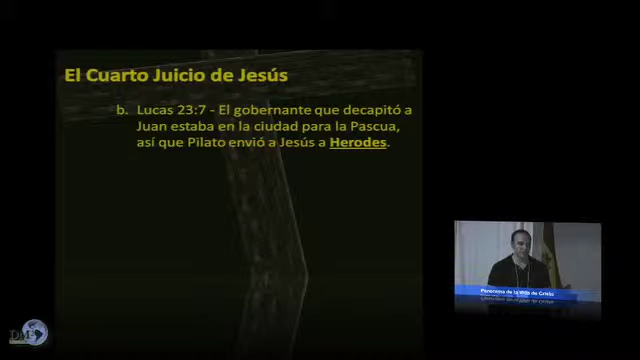 El Cuarto Juicio de Jesús
b. Lucas 23:7 - El gobernante que decapitó a
Juan estaba en la ciudad para la Pascua,
así que Pilato envió a Jesús a Herodes.
Panorama de la Vida de Cristo
DM